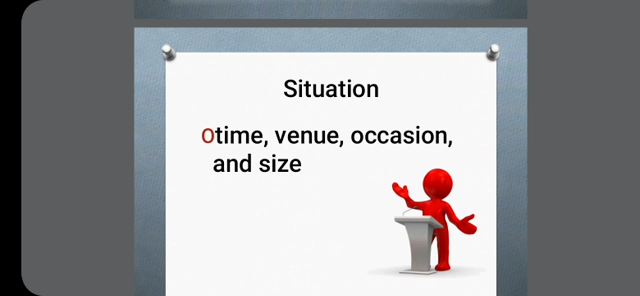 Situation
Otime, venue, occasion,
and size